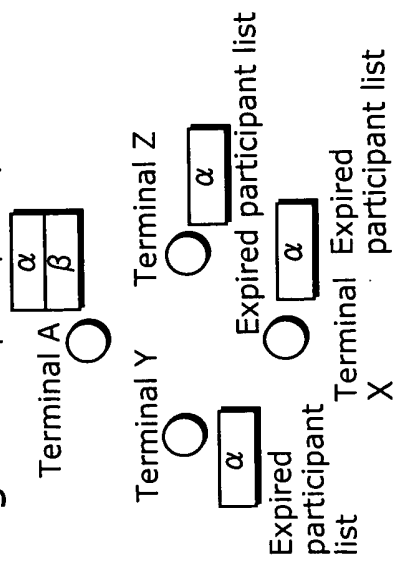 α
β
Terminal A
Terminal Y
Terminal Z
α
Expired participant list
α
Expired
participant
list
α
Terminal
X
Expired
participant list